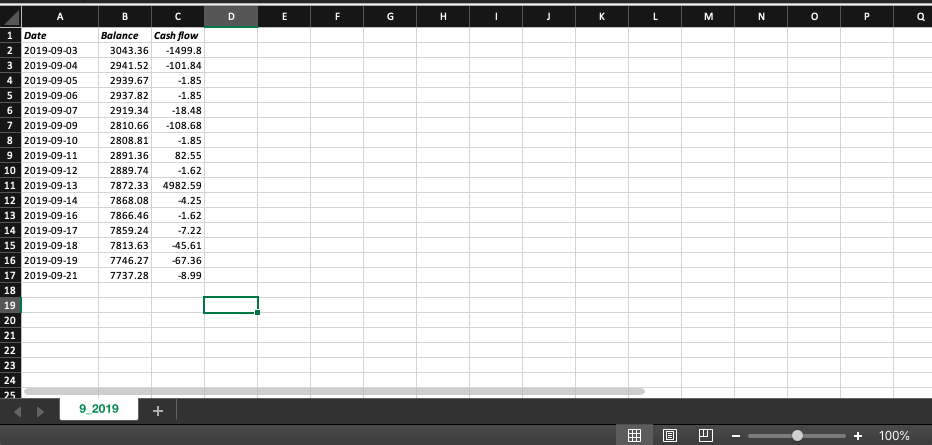 A B C D E F G H I J K L M N O P Q
1 Date Balance Cash flow
2 2019-09-03 3043.36 -1499.8
3 2019-09-04 2941.52 -101.84
4 2019-09-05 2939.67 -1.85
5 2019-09-06 2937.82 -1.85
6 2019-09-07 2919.34 -18.48
7 2019-09-09 2810.66 -108.68
8 2019-09-10 2808.81 -1.85
9 2019-09-11 2891.36 82.55
10 2019-09-12 2889.74 -1.62
11 2019-09-13 7872.33 4982.59
12 2019-09-14 7868.08 -4.25
13 2019-09-16 7866.46 -1.62
14 2019-09-17 7859.24 -7.22
15 2019-09-18 7813.63 -45.61
16 2019-09-19 7746.27 -67.36
17 2019-09-21 7737.28 -8.99
18
19
20
21
22
23
24
25
9_2019 +
− + 100%